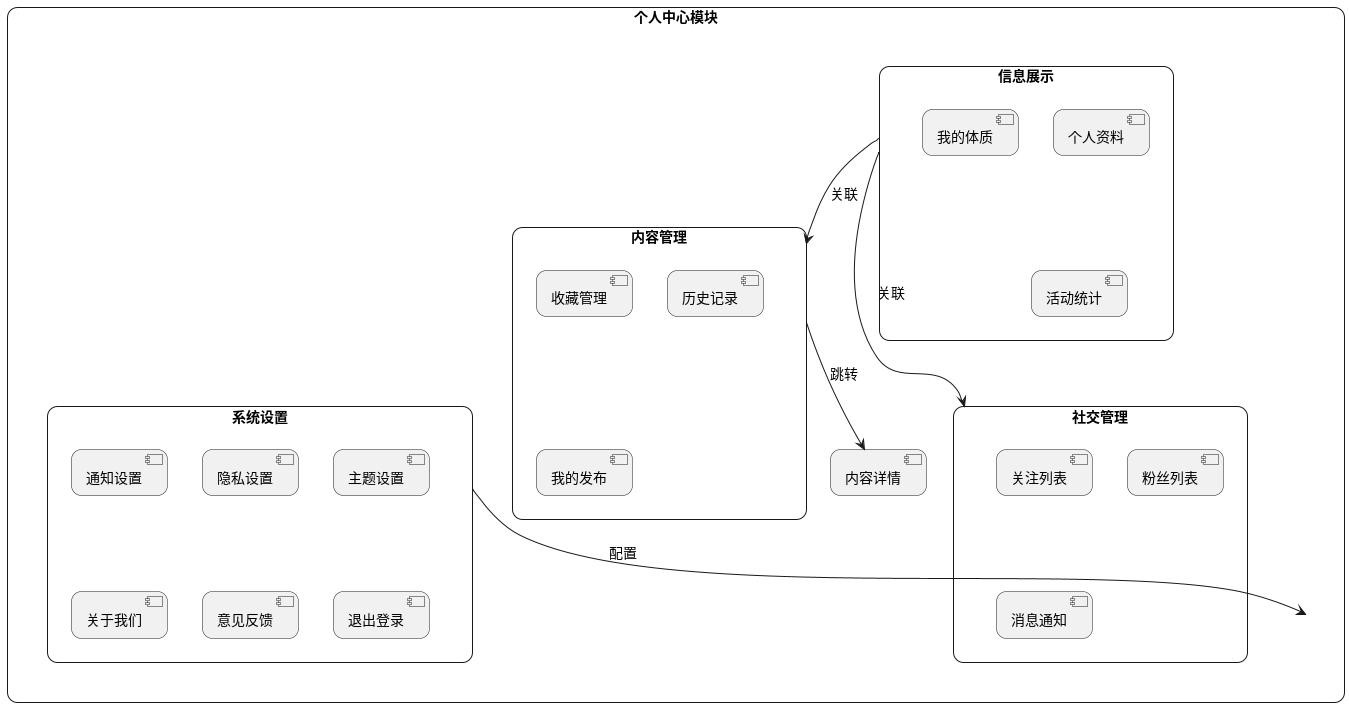 个人中心模块
信息展示
我的体质
个人资料
关联
内容管理
收藏管理
历史记录
关联
活动统计
跳转
系统设置
社交管理
通知设置
隐私设置
主题设置
我的发布
内容详情
关注列表
粉丝列表
配置
关于我们
意见反馈
退出登录
消息通知